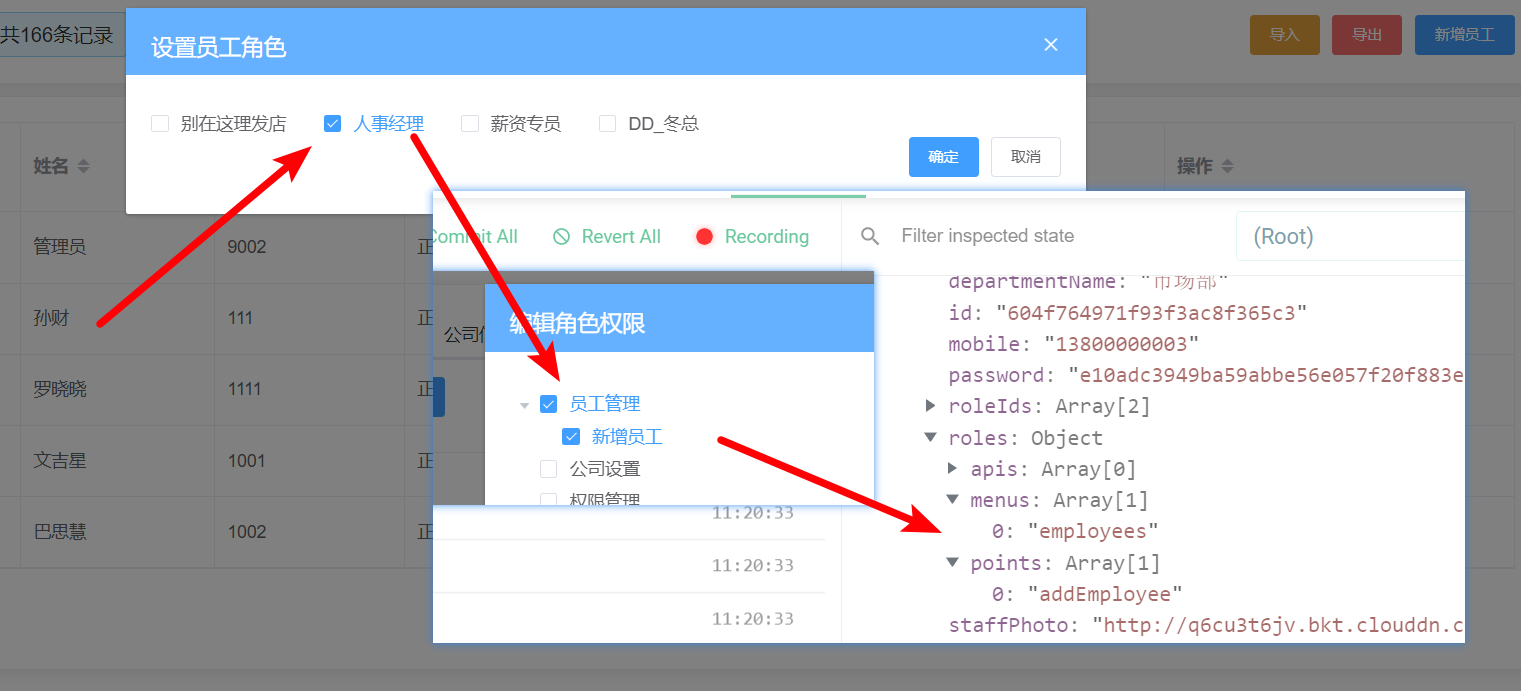 共166条记录
设置员工角色
导入
导出
新增员工
别在这理发店
人事经理
薪资专员
DD_冬总
确定
取消
姓名
操作
管理员
9002
正
孙财
111
正
罗晓晓
1111
正
文吉星
1001
正
巴思慧
1002
正
Commit All
Revert All
Recording
Filter inspected state
(Root)
公司
编辑角色权限
员工管理
新增员工
公司设置
权限管理
11:20:33
11:20:33
11:20:33
departmentName: "市场部"
id: "604f764971f93f3ac8f365c3"
mobile: "13800000003"
password: "e10adc3949ba59abbe56e057f20f883e
roleIds: Array[2]
roles: Object
apis: Array[0]
menus: Array[1]
0: "employees"
points: Array[1]
0: "addEmployee"
staffPhoto: "http://q6cu3t6jv.bkt.clouddn.c